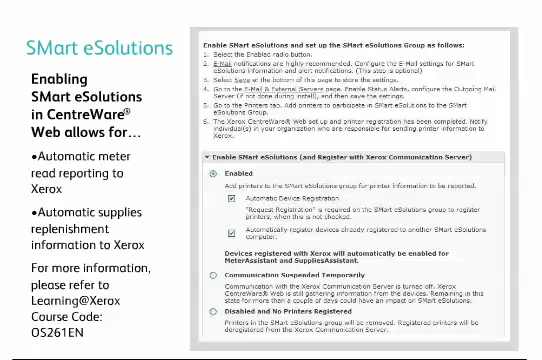 SMart eSolutions
Enabling
SMart eSolutions
in CentreWare®
Web allows for…
•Automatic meter
read reporting to
Xerox
•Automatic supplies
replenishment
information to Xerox
For more information,
please refer to
Learning@Xerox
Course Code:
OS261EN
Enable SMart eSolutions and set up the SMart eSolutions Group as follows:
1. Select the Enabled radio button.
2. E-Mail notifications are highly recommended. Configure the E-Mail settings for SMart
eSolutions information and alert notifications. (This step is optional)
3. Select Save at the bottom of this page to store the settings.
4. Go to the E-Mail & External Servers page. Enable Status Alerts, configure the Outgoing Mail
Server (if not done during install), and then save the settings.
5. Go to the Printers tab. Add printers to participate in SMart eSolutions to the SMart
eSolutions Group.
6. The Xerox CentreWare® Web set up and printer registration has been completed. Notify
individual(s) in your organization who are responsible for sending printer information to
Xerox.
Enable SMart eSolutions (and Register with Xerox Communication Server)
Enabled
Add printers to the SMart eSolutions group for printer information to be reported.
Automatic Device Registration
"Request Registration" is required on the SMart eSolutions group to register
printers, when this is not checked.
Automatically register devices already registered to another SMart eSolutions
computer.
Devices registered with Xerox will automatically be enabled for
MeterAssistant and SuppliesAssistant.
Communication Suspended Temporarily
Communication with the Xerox Communication Server is turned off. Xerox
CentreWare® Web is still gathering information from the devices. Remaining in this
state for more than a couple of days could have an impact on SMart eSolutions.
Disabled and No Printers Registered
Printers in the SMart eSolutions group will be removed. Registered printers will be
deregistered from the Xerox Communication Server.